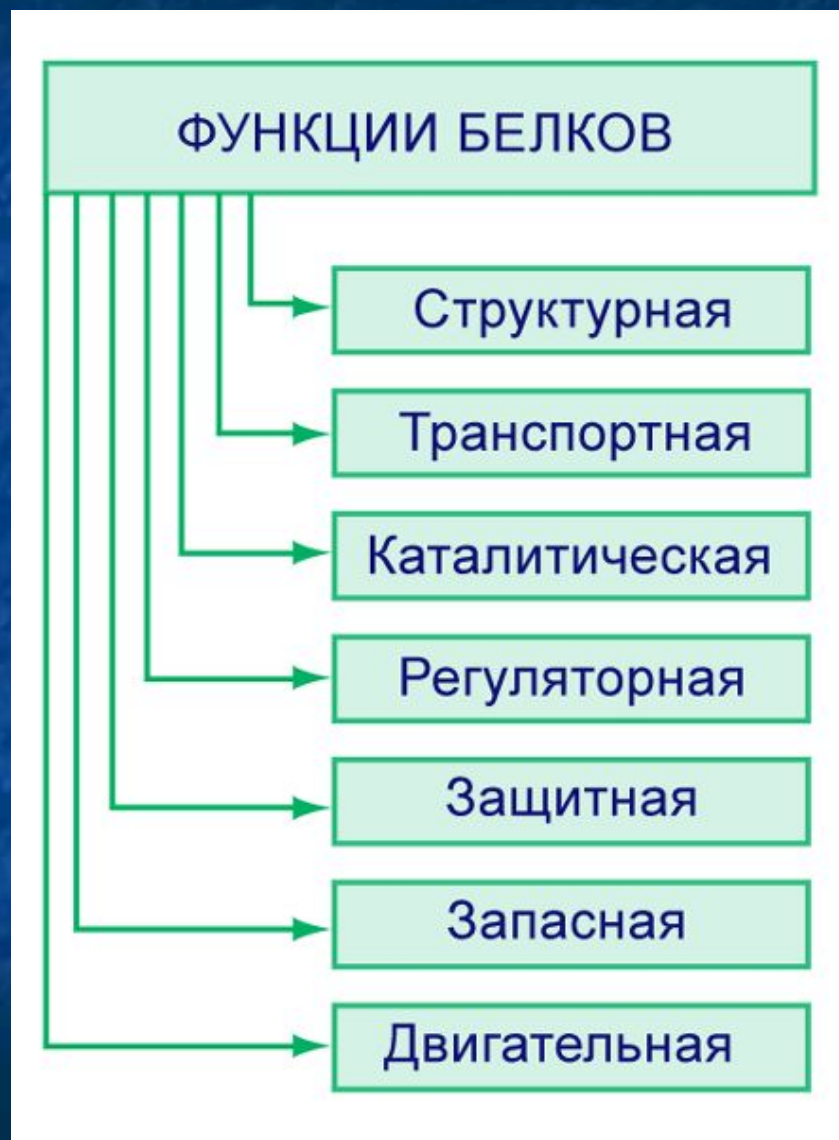 ФУНКЦИИ БЕЛКОВ
Структурная
Транспортная
Каталитическая
Регуляторная
Защитная
Запасная
Двигательная